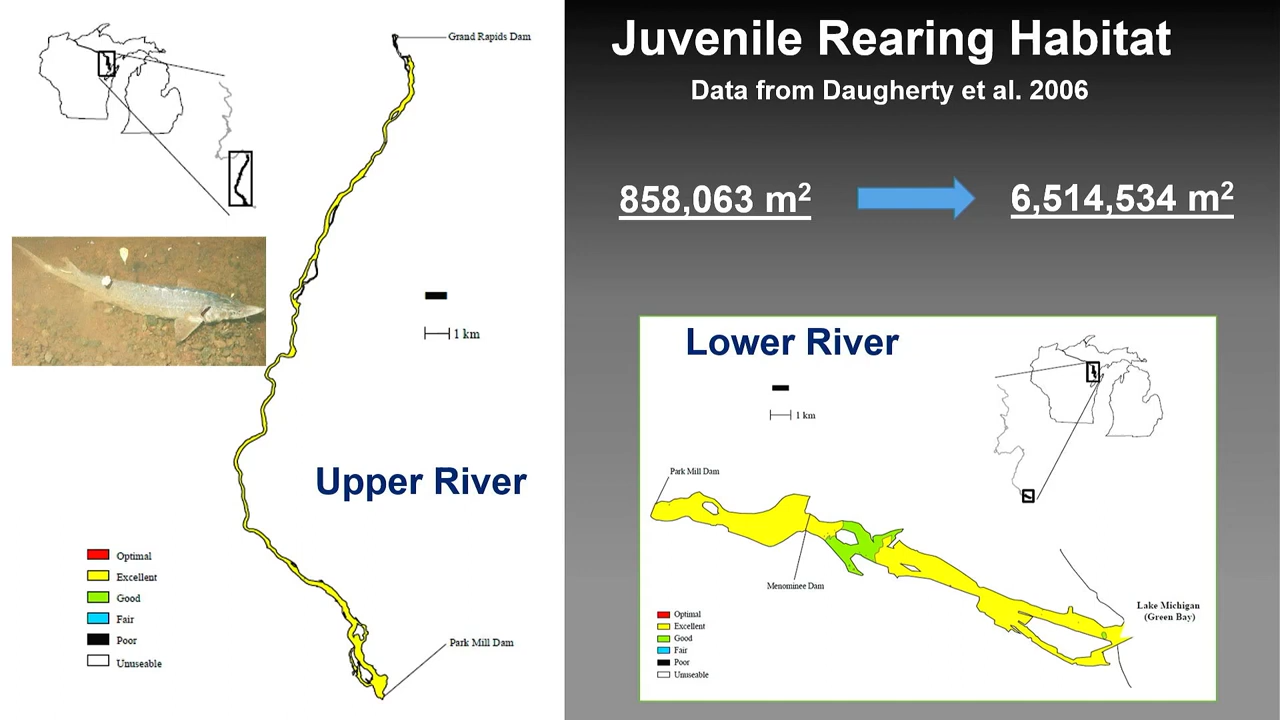 Grand Rapids Dam
1 km
Upper River
Optimal
Excellent
Good
Fair
Poor
Unuseable
Park Mill Dam
Juvenile Rearing Habitat
Data from Daugherty et al. 2006
858,063 m²
6,514,534 m²
Lower River
1 km
Park Mill Dam
Menominee Dam
Lake Michigan
(Green Bay)
Optimal
Excellent
Good
Fair
Poor
Unuseable